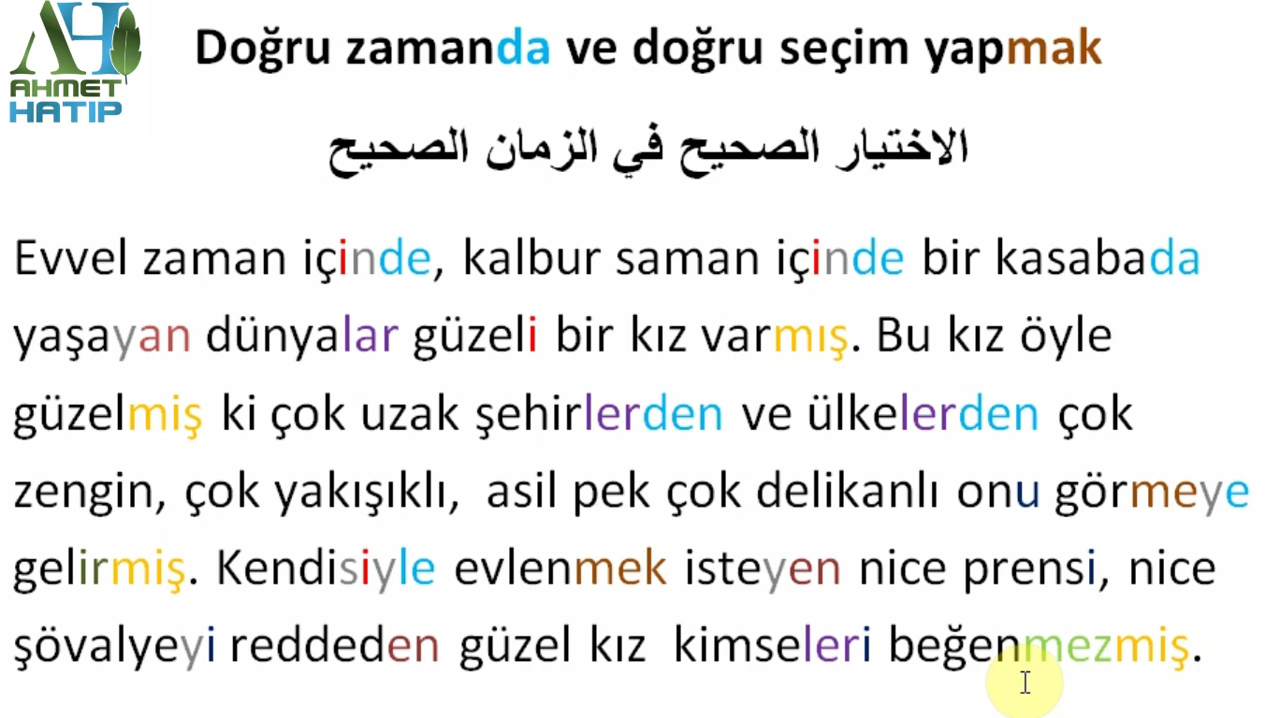 AHMET
HATIP
Doğru zamanda ve doğru seçim yapmak
الاختيار الصحيح في الزمان الصحيح
Evvel zaman içinde, kalbur saman içinde bir kasabada
yaşayan dünyalar güzeli bir kız varmış. Bu kız öyle
güzelmiş ki çok uzak şehirlerden ve ülkelerden çok
zengin, çok yakışıklı, asil pek çok delikanlı onu görmeye
gelirmiş. Kendisiyle evlenmek isteyen nice prensi, nice
şövalyeyi reddeden güzel kız kimseleri beğenmezmiş.